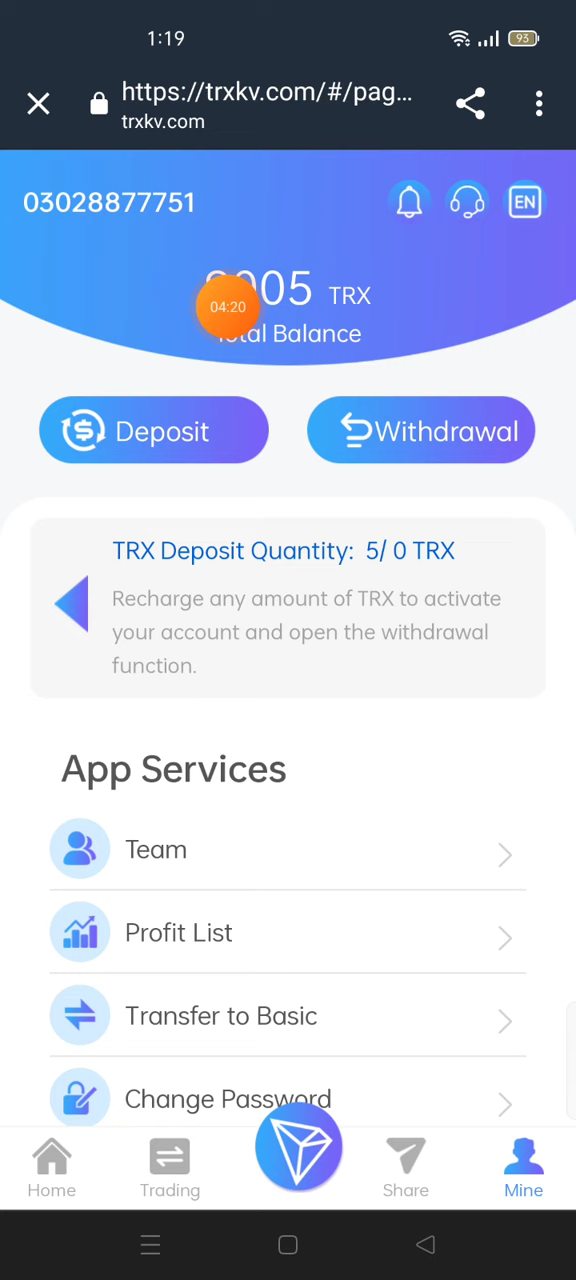 1:19
93
https://trxkv.com/#/pag...
trxkv.com
03028877751
EN
TRX
04:20
Balance
Deposit
Withdrawal
TRX Deposit Quantity: 5/ 0 TRX
Recharge any amount of TRX to activate
your account and open the withdrawal
function.
App Services
Team
Profit List
Transfer to Basic
Change Password
Home
Trading
Share
Mine